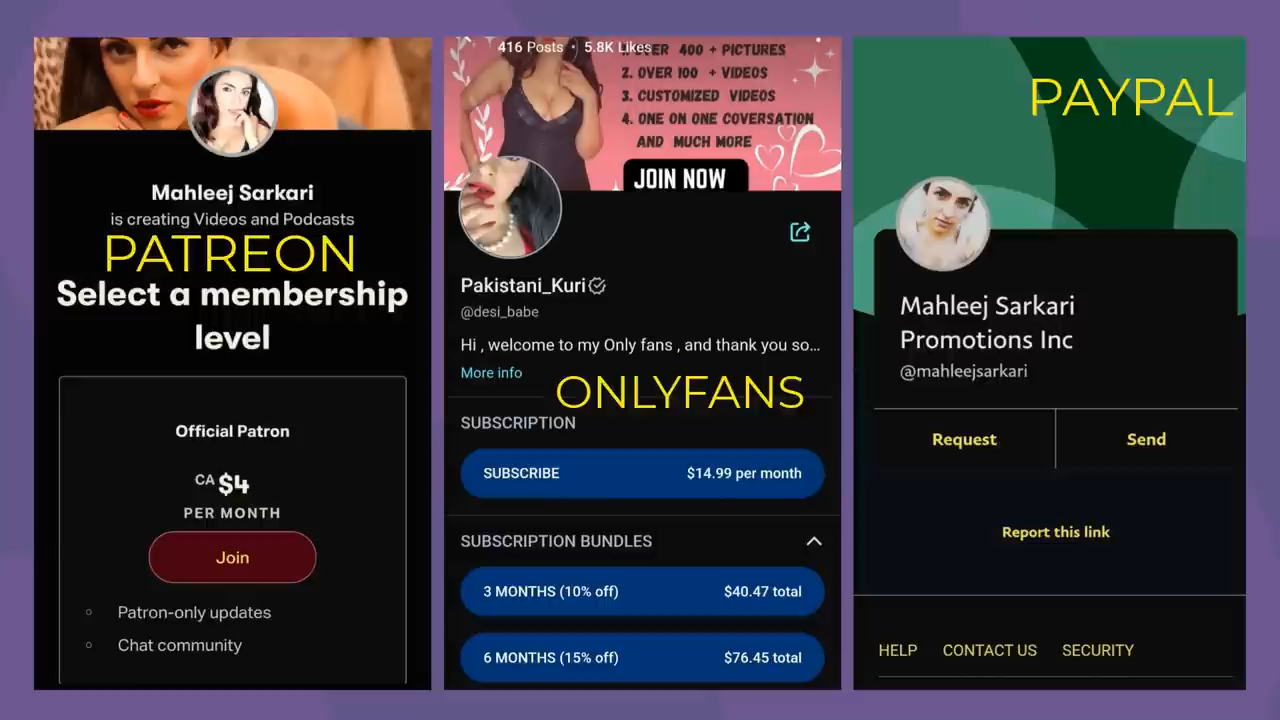 Mahleej Sarkari
is creating Videos and Podcasts
PATREON
Select a membership
level
Official Patron
CA $4
PER MONTH
Join
Patron-only updates
Chat community
416 Posts • 5.8K Likes
1. OVER 400 + PICTURES
2. OVER 100 + VIDEOS
3. CUSTOMIZED VIDEOS
4. ONE ON ONE COVERSATION
AND MUCH MORE
JOIN NOW
Pakistani_Kuri
@desi_babe
Hi , welcome to my Only fans , and thank you so...
More info
ONLYFANS
SUBSCRIPTION
SUBSCRIBE $14.99 per month
SUBSCRIPTION BUNDLES
3 MONTHS (10% off) $40.47 total
6 MONTHS (15% off) $76.45 total
PAYPAL
Mahleej Sarkari
Promotions Inc
@mahleejsarkari
Request Send
Report this link
HELP CONTACT US SECURITY